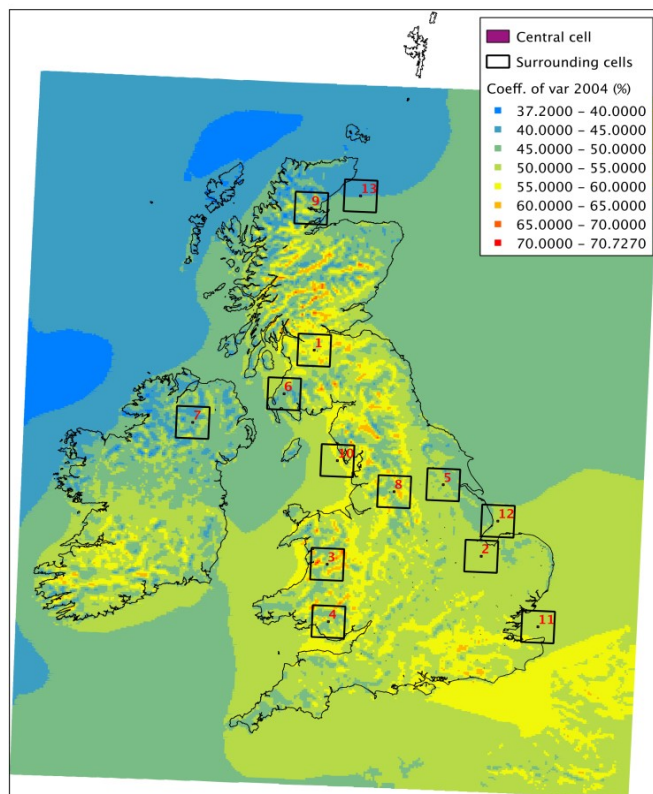 Central cell
Surrounding cells
Coeff. of var 2004 (%)
37.2000 – 40.0000
40.0000 – 45.0000
45.0000 – 50.0000
50.0000 – 55.0000
55.0000 – 60.0000
60.0000 – 65.0000
65.0000 – 70.0000
70.0000 – 70.7270
13
9
1
6
7
10
5
8
12
2
3
4
11